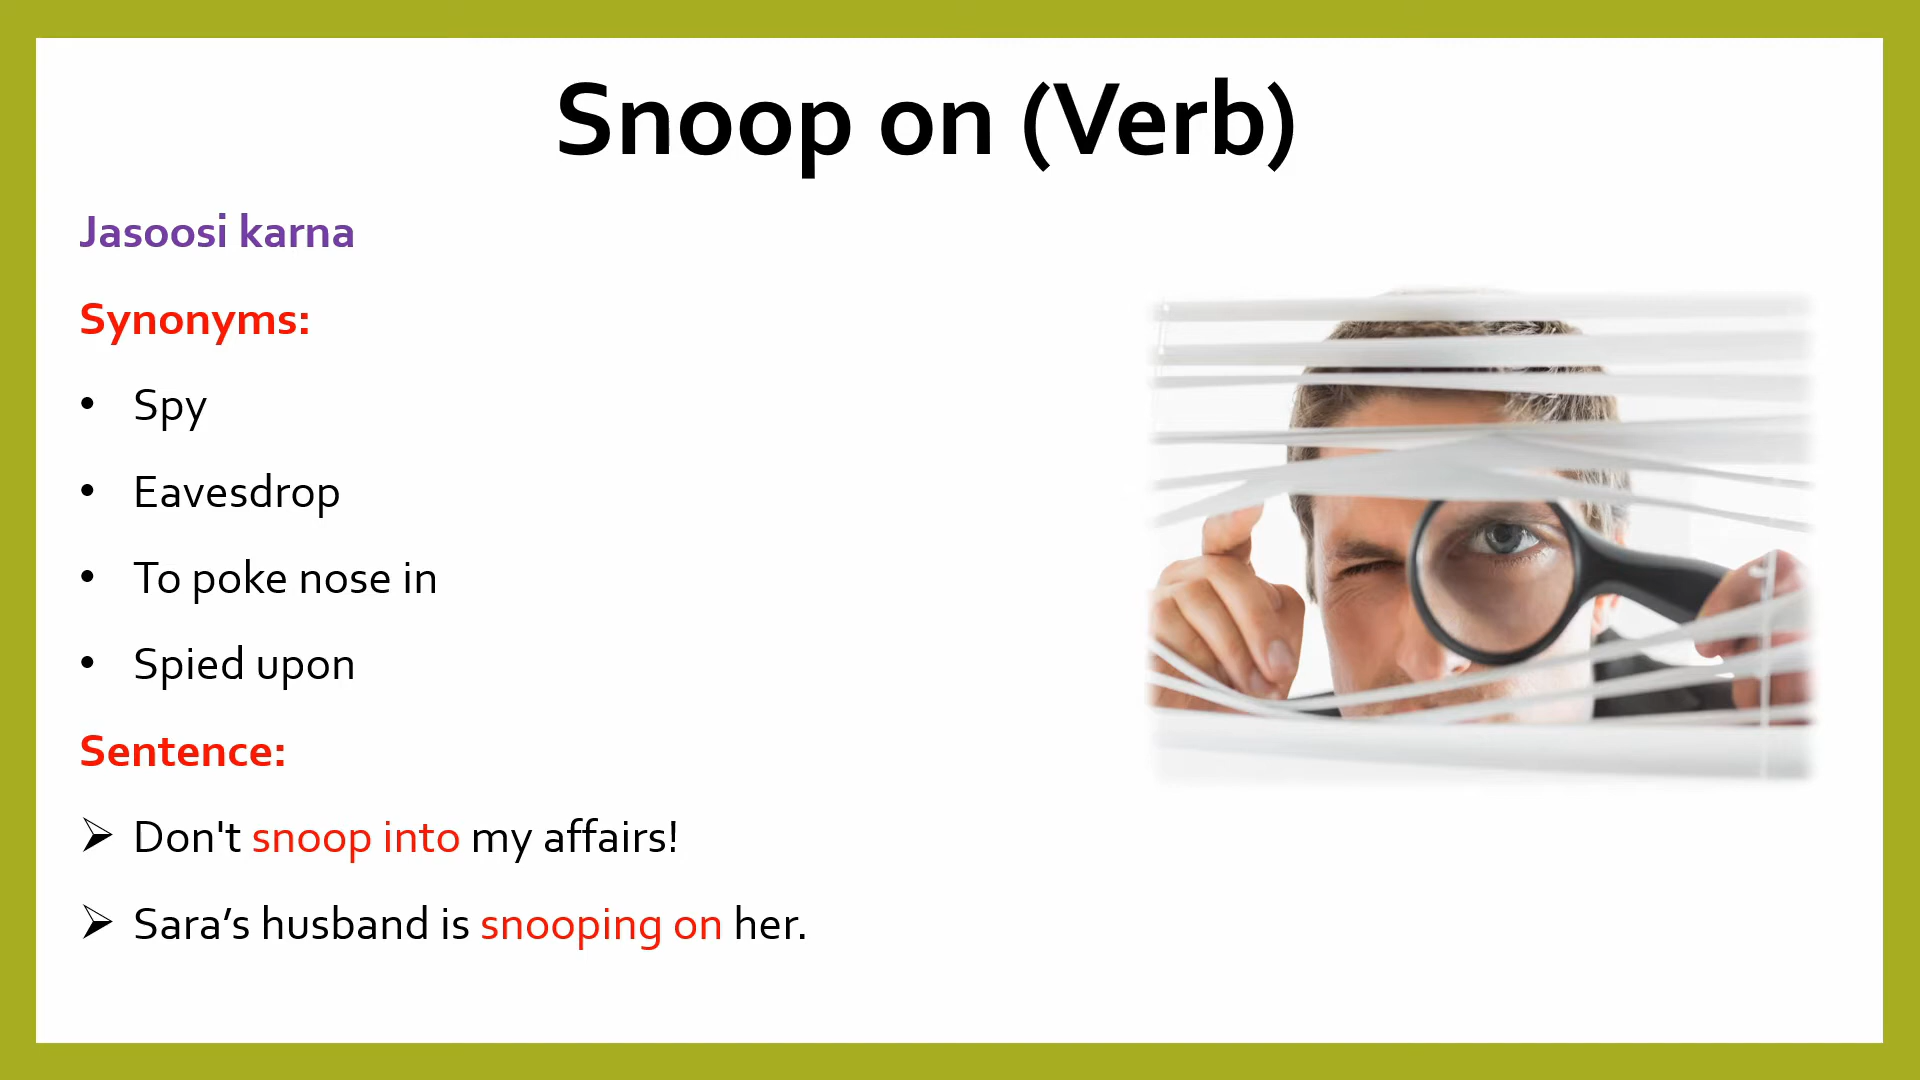 Snoop on (Verb)
Jasoosi karna
Synonyms:
• Spy
• Eavesdrop
• To poke nose in
• Spied upon
Sentence:
➢ Don't snoop into my affairs!
➢ Sara’s husband is snooping on her.